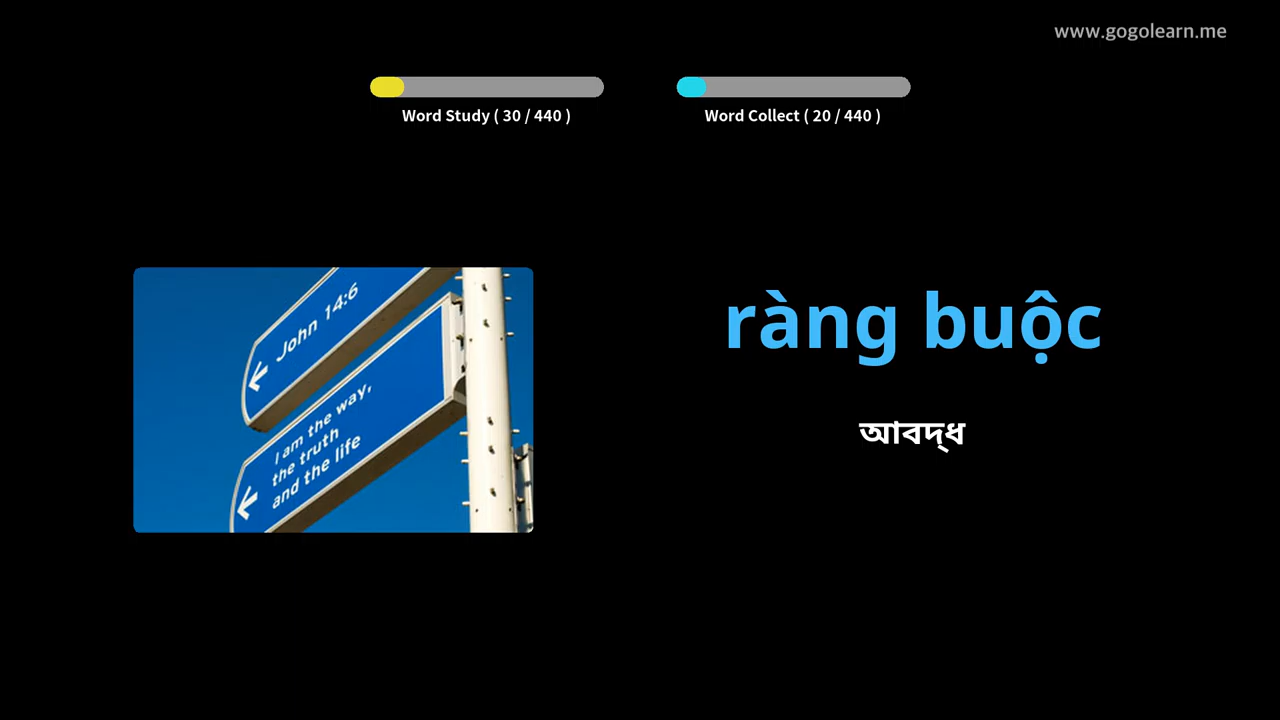 www.gogolearn.me
Word Study ( 30 / 440 )
Word Collect ( 20 / 440 )
John 14:6
I am the way,
the truth
and the life
ràng buộc
আবদ্ধ